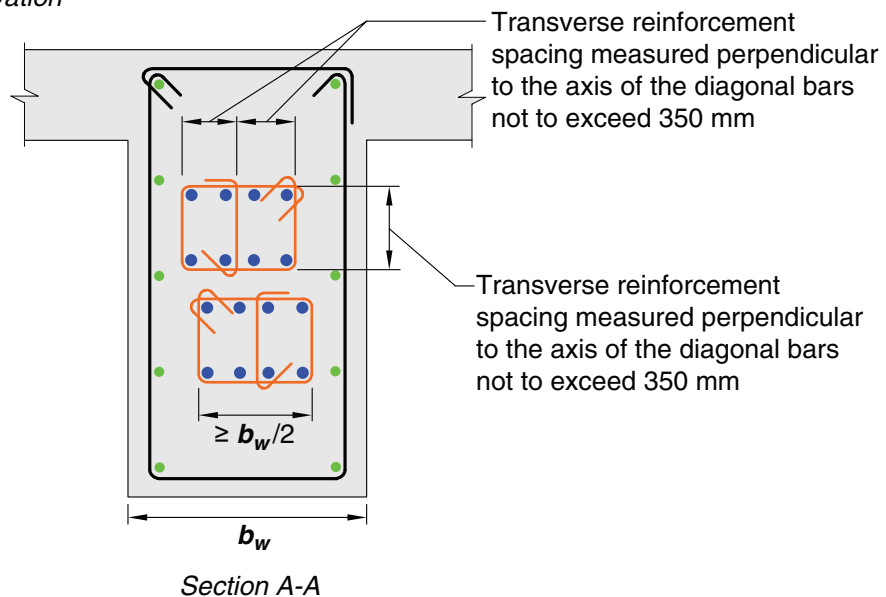 Transverse reinforcement
spacing measured perpendicular
to the axis of the diagonal bars
not to exceed 350 mm
Transverse reinforcement
spacing measured perpendicular
to the axis of the diagonal bars
not to exceed 350 mm
≥ bw/2
bw
Section A-A